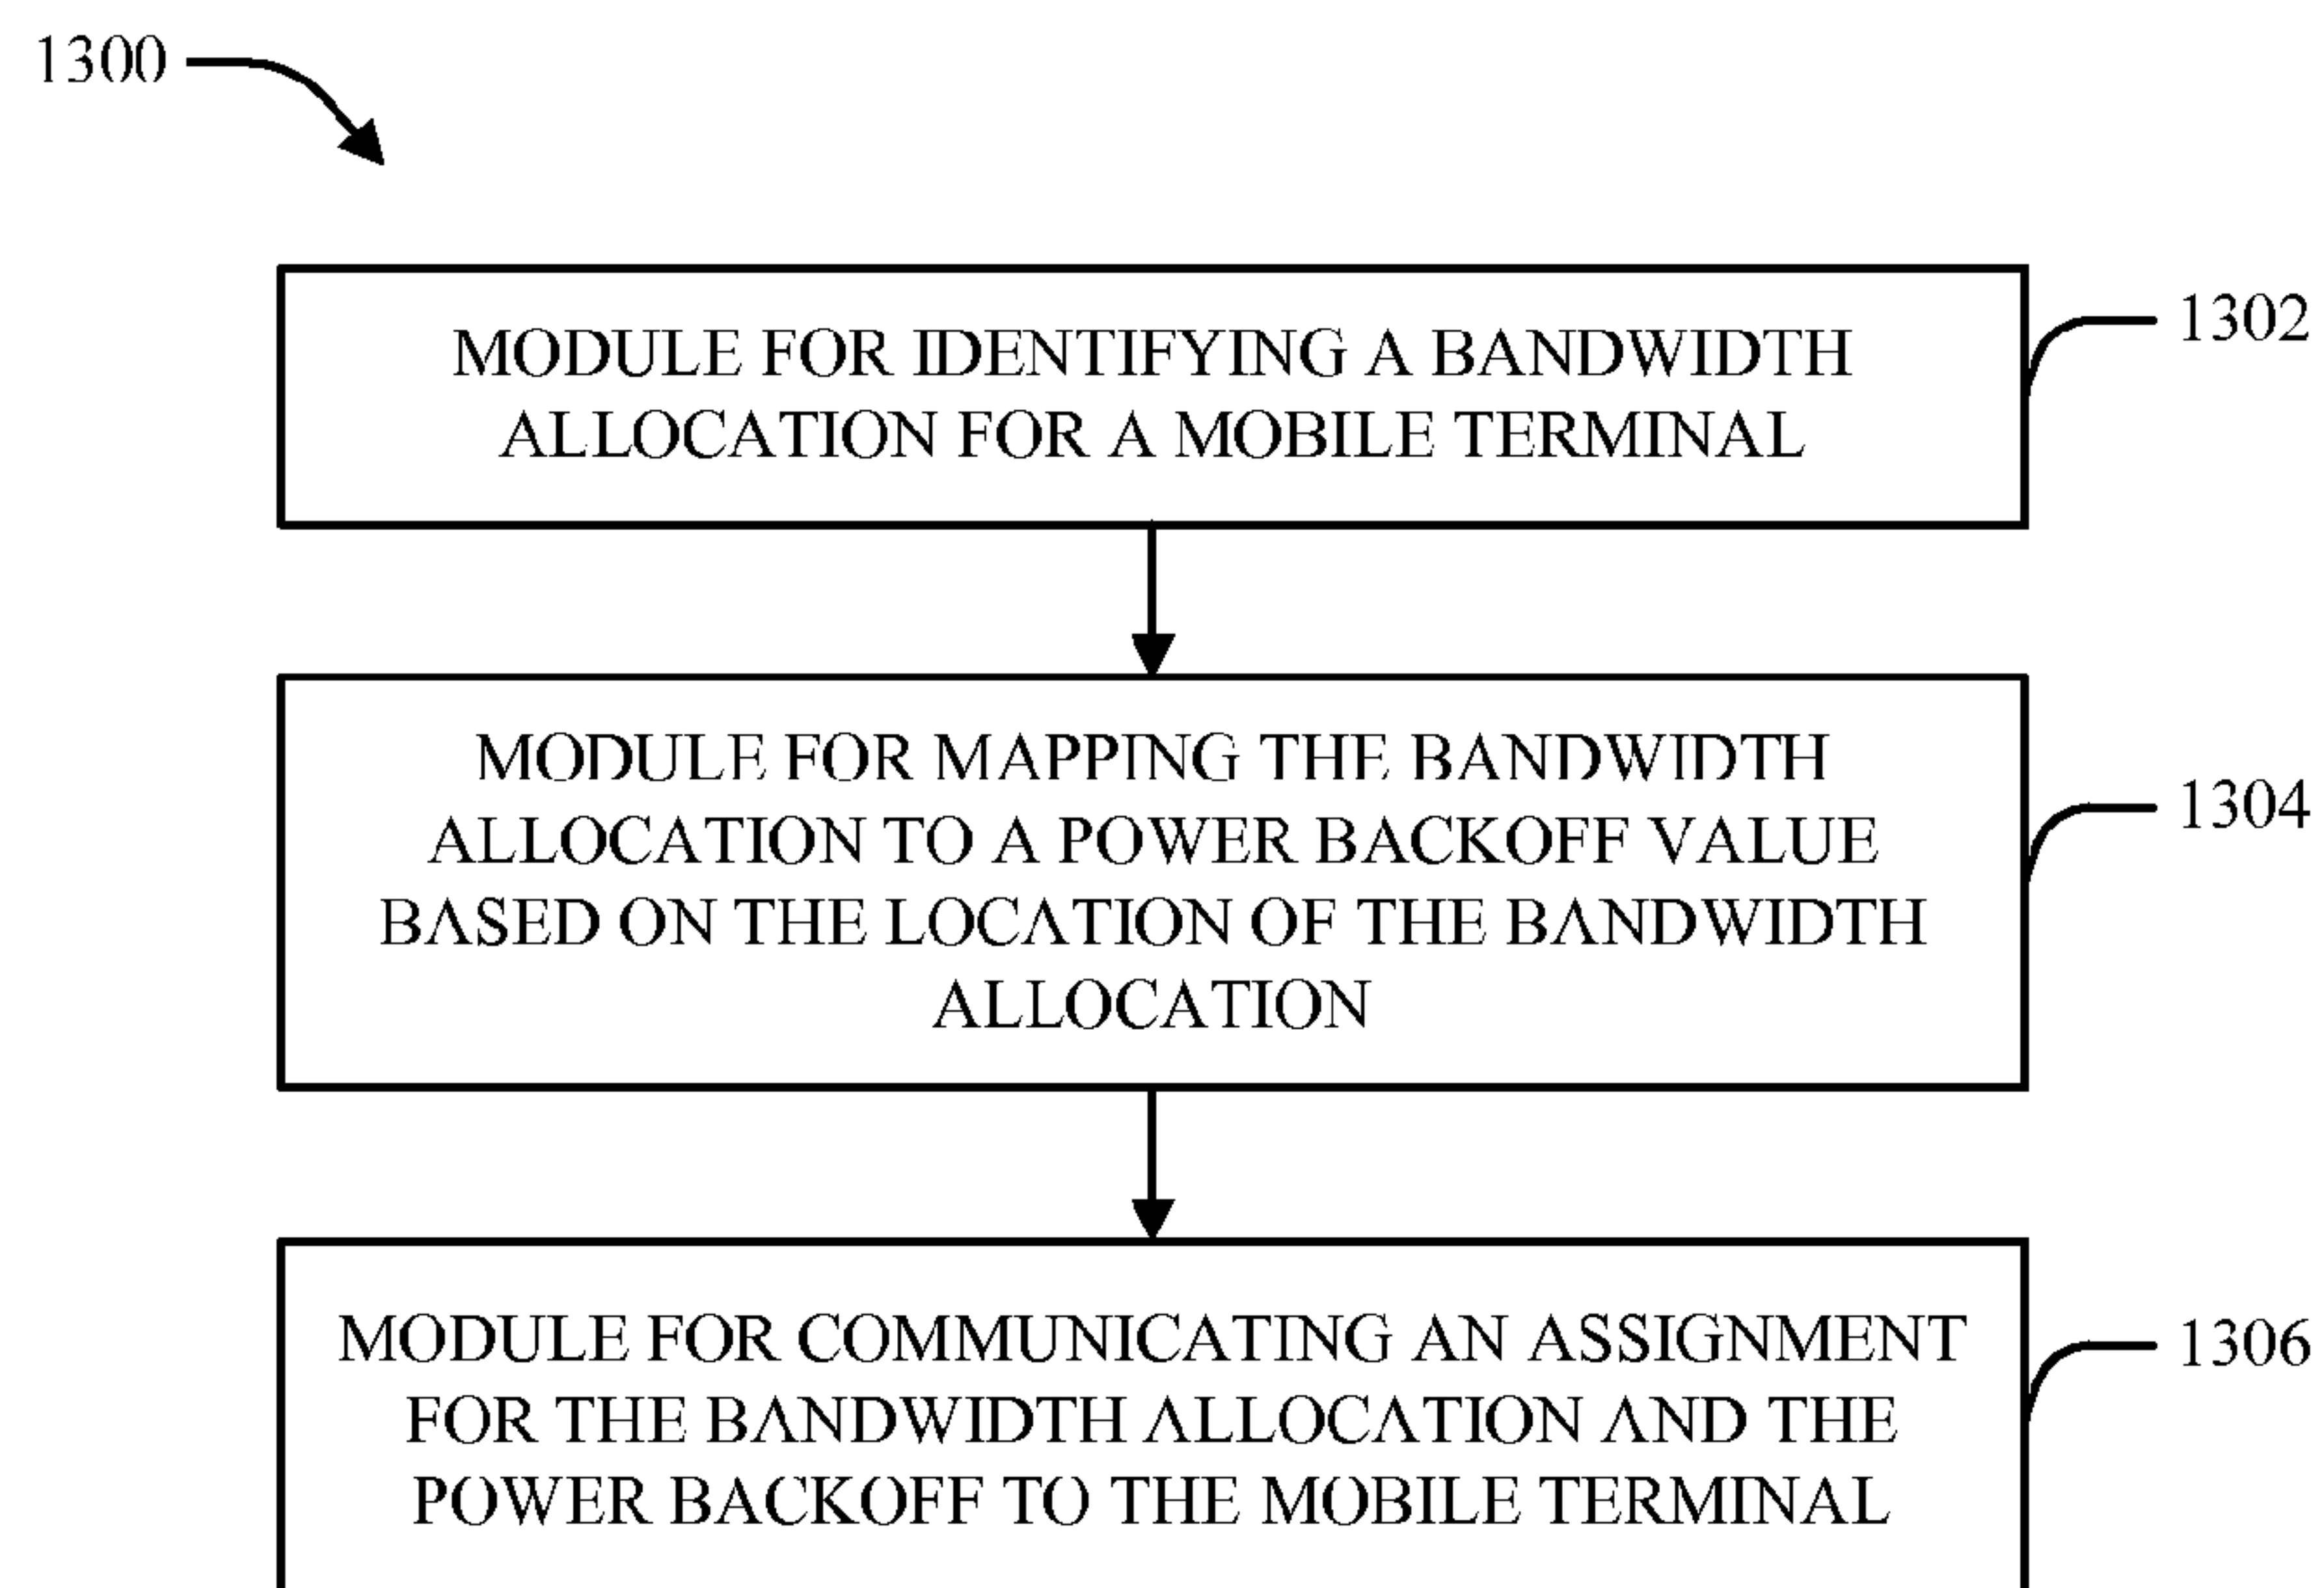 1300
MODULE FOR IDENTIFYING A BANDWIDTH
ALLOCATION FOR A MOBILE TERMINAL
1302
MODULE FOR MAPPING THE BANDWIDTH
ALLOCATION TO A POWER BACKOFF VALUE
BASED ON THE LOCATION OF THE BANDWIDTH
ALLOCATION
1304
MODULE FOR COMMUNICATING AN ASSIGNMENT
FOR THE BANDWIDTH ALLOCATION AND THE
POWER BACKOFF TO THE MOBILE TERMINAL
1306